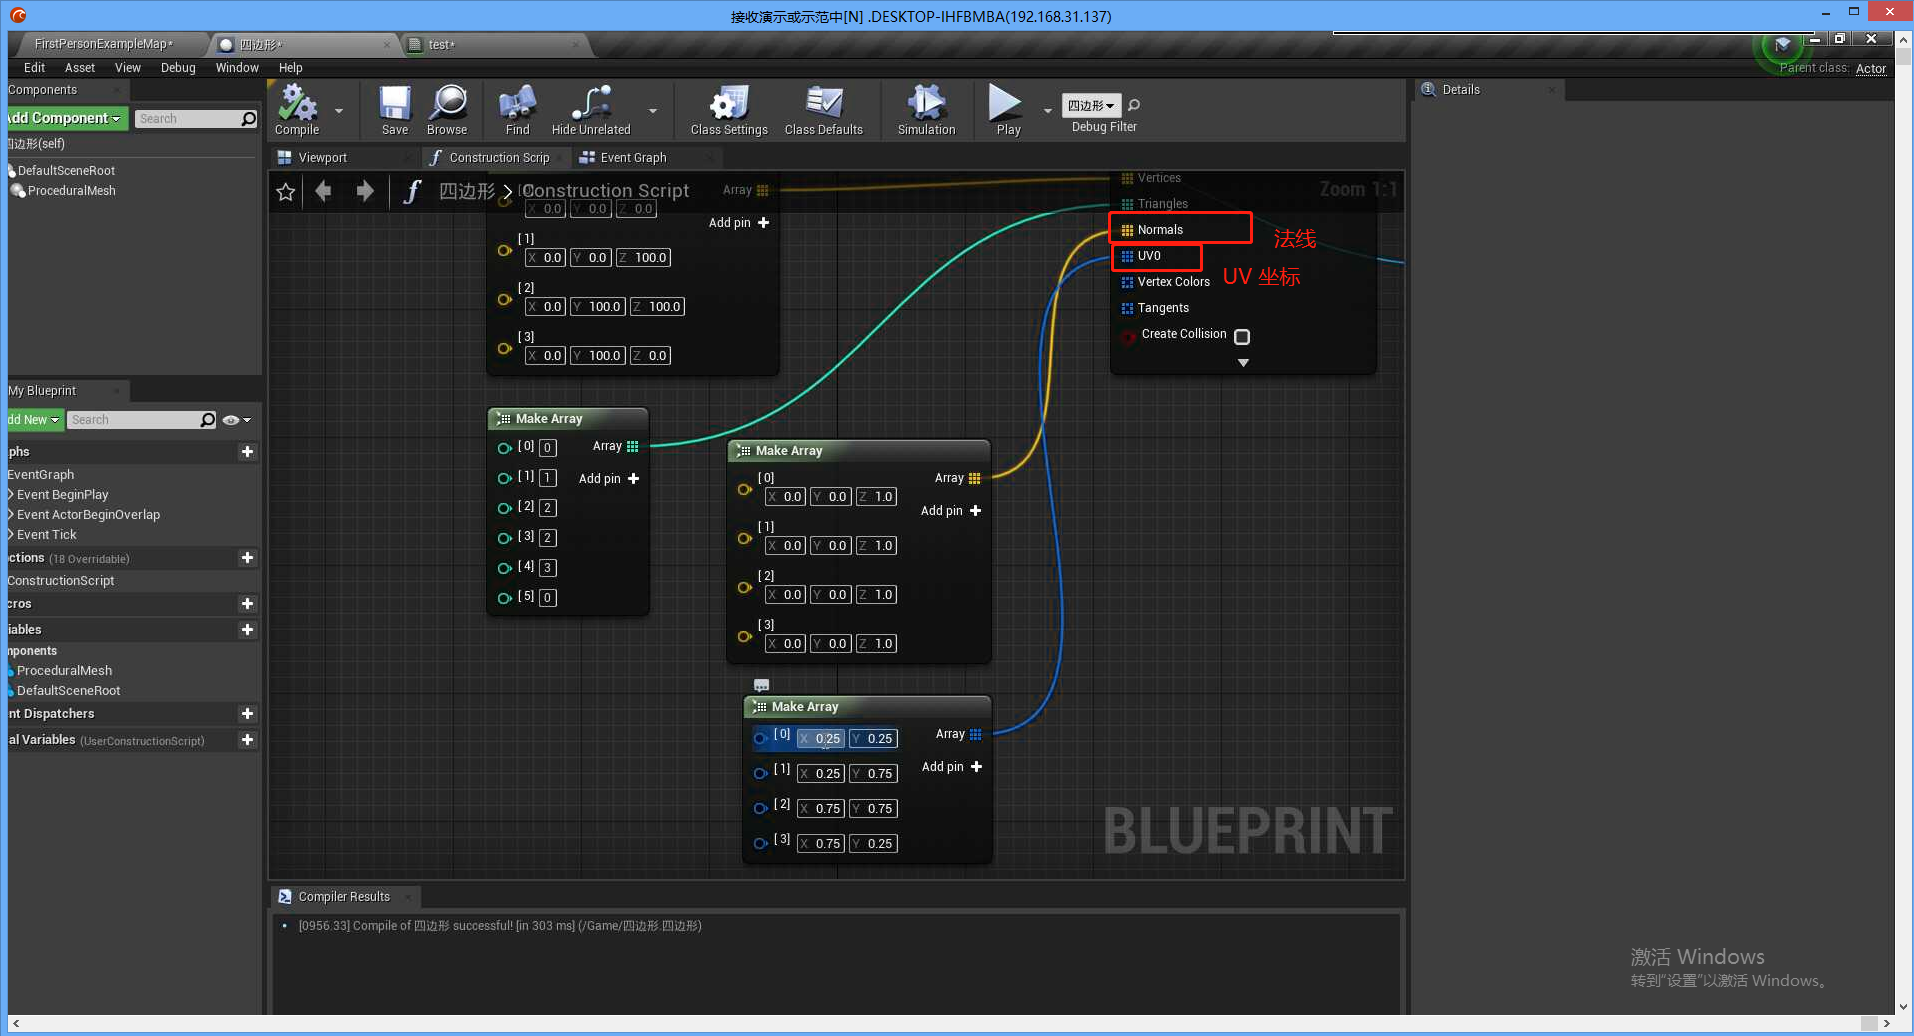 接收演示或示范中[N] .DESKTOP-IHFBMBA(192.168.31.137)
FirstPersonExampleMap*
四边形*
test*
Edit Asset View Debug Window Help
Parent class: Actor
Components
Add Component
Search
四边形(self)
DefaultSceneRoot
ProceduralMesh
Compile
Save
Browse
Find
Hide Unrelated
Class Settings
Class Defaults
Simulation
Play
四边形
Debug Filter
Details
Viewport
Construction Scrip
Event Graph
四边形 > Construction Script
Zoom 1:1
[0]
X 0.0 Y 0.0 Z 0.0
Array
Add pin +
[1]
X 0.0 Y 0.0 Z 100.0
[2]
X 0.0 Y 100.0 Z 100.0
[3]
X 0.0 Y 100.0 Z 0.0
Vertices
Triangles
Normals
法线
UV0
UV 坐标
Vertex Colors
Tangents
Create Collision
Make Array
[0] 0
Array
[1] 1
Add pin +
[2] 2
[3] 2
[4] 3
[5] 0
Make Array
[0]
Array
X 0.0 Y 0.0 Z 1.0
Add pin +
[1]
X 0.0 Y 0.0 Z 1.0
[2]
X 0.0 Y 0.0 Z 1.0
[3]
X 0.0 Y 0.0 Z 1.0
Make Array
[0] X 0.25 Y 0.25
Array
[1] X 0.25 Y 0.75
Add pin +
[2] X 0.75 Y 0.75
[3] X 0.75 Y 0.25
BLUEPRINT
My Blueprint
dd New
Search
phs
EventGraph
Event BeginPlay
Event ActorBeginOverlap
Event Tick
ctions (18 Overridable)
ConstructionScript
cros
iables
mponents
ProceduralMesh
DefaultSceneRoot
nt Dispatchers
al Variables (UserConstructionScript)
Compiler Results
[0956.33] Compile of 四边形 successful! [in 303 ms] (/Game/四边形.四边形)
激活 Windows
转到“设置”以激活 Windows。